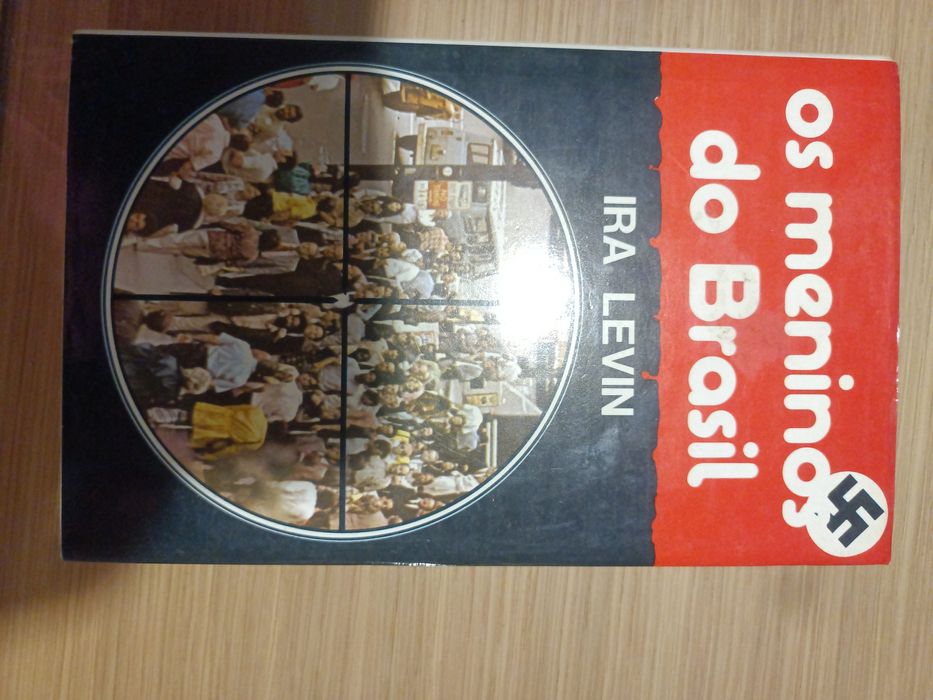 os meninos
do Brasil
IRA LEVIN